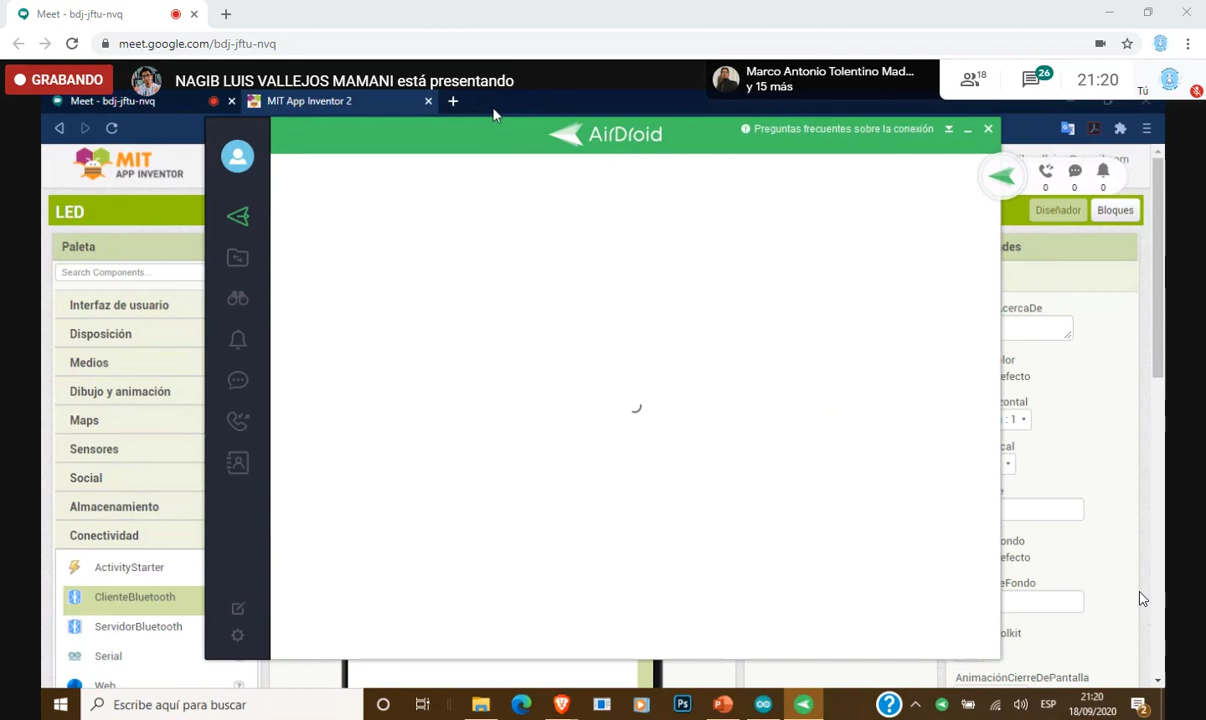 Meet - bdj-jftu-nvq
meet.google.com/bdj-jftu-nvq
GRABANDO
NAGIB LUIS VALLEJOS MAMANI está presentando
Marco Antonio Tolentino Mad...
y 15 más
18
26
21:20
Tú
Meet - bdj-jftu-nvq
MIT App Inventor 2
AirDroid
Preguntas frecuentes sobre la conexión
MIT
APP INVENTOR
0
0
0
LED
Diseñador
Bloques
Paleta
des
Search Components...
Interfaz de usuario
AcercaDe
Disposición
Medios
olor
efecto
Dibujo y animación
zontal
Maps
: 1
Sensores
cal
Social
Almacenamiento
Conectividad
ondo
efecto
ActivityStarter
eFondo
ClienteBluetooth
ServidorBluetooth
olkit
Serial
Web
?
AnimaciónCierreDePantalla
Escribe aquí para buscar
Ps
?
ESP
21:20
18/09/2020
2